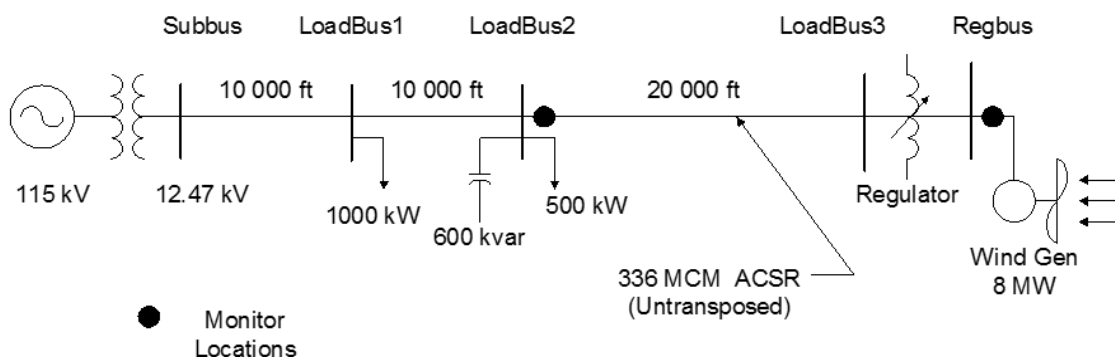 Subbus
LoadBus1
LoadBus2
LoadBus3
Regbus
10 000 ft
10 000 ft
20 000 ft
115 kV
12.47 kV
1000 kW
600 kvar
500 kW
Regulator
Wind Gen
8 MW
336 MCM ACSR
(Untransposed)
Monitor
Locations